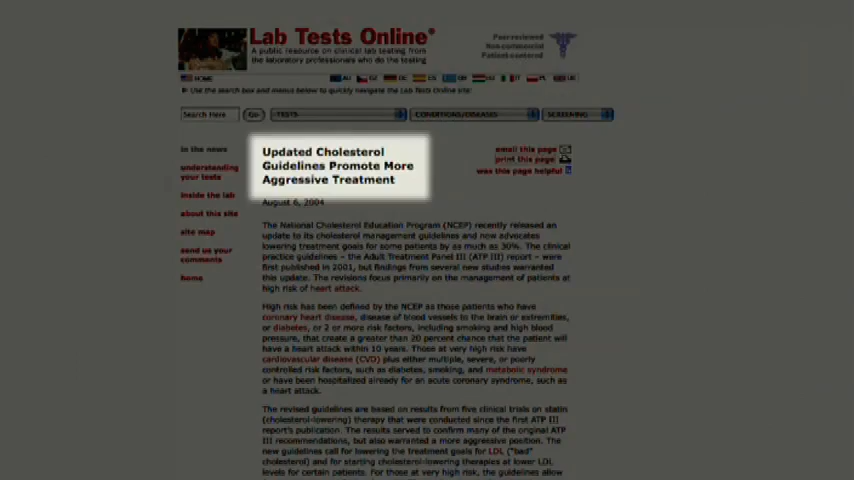 Lab Tests Online®
A public resource on clinical lab testing from
the laboratory professionals who do the testing
Peer reviewed
Non-commercial
Patient-centered
HOME AU CZ DE ES GR HU IT PL UK
Use the search box and menus below to quickly navigate the Lab Tests Online site:
Search Here Go TESTS CONDITIONS/DISEASES SCREENING
in the news
understanding
your tests
inside the lab
about this site
site map
send us your
comments
home
Updated Cholesterol
Guidelines Promote More
Aggressive Treatment
email this page
print this page
was this page helpful
August 6, 2004
The National Cholesterol Education Program (NCEP) recently released an
update to its cholesterol management guidelines and now advocates
lowering treatment goals for some patients by as much as 30%. The clinical
practice guidelines – the Adult Treatment Panel III (ATP III) report – were
first published in 2001, but findings from several new studies warranted
this update. The revisions focus primarily on the management of patients at
high risk of heart attack.
High risk has been defined by the NCEP as those patients who have
coronary heart disease, disease of blood vessels to the brain or extremities,
or diabetes, or 2 or more risk factors, including smoking and high blood
pressure, that create a greater than 20 percent chance that the patient will
have a heart attack within 10 years. Those at very high risk have
cardiovascular disease (CVD) plus either multiple, severe, or poorly
controlled risk factors, such as diabetes, smoking, and metabolic syndrome
or have been hospitalized already for an acute coronary syndrome, such as
a heart attack.
The revised guidelines are based on results from five clinical trials on statin
(cholesterol-lowering) therapy that were conducted since the first ATP III
report's publication. The results served to confirm many of the original ATP
III recommendations, but also warranted a more aggressive position. The
new guidelines call for lowering the treatment goals for LDL ("bad"
cholesterol) and for starting cholesterol-lowering therapies at lower LDL
levels for certain patients. For those at very high risk, the guidelines allow